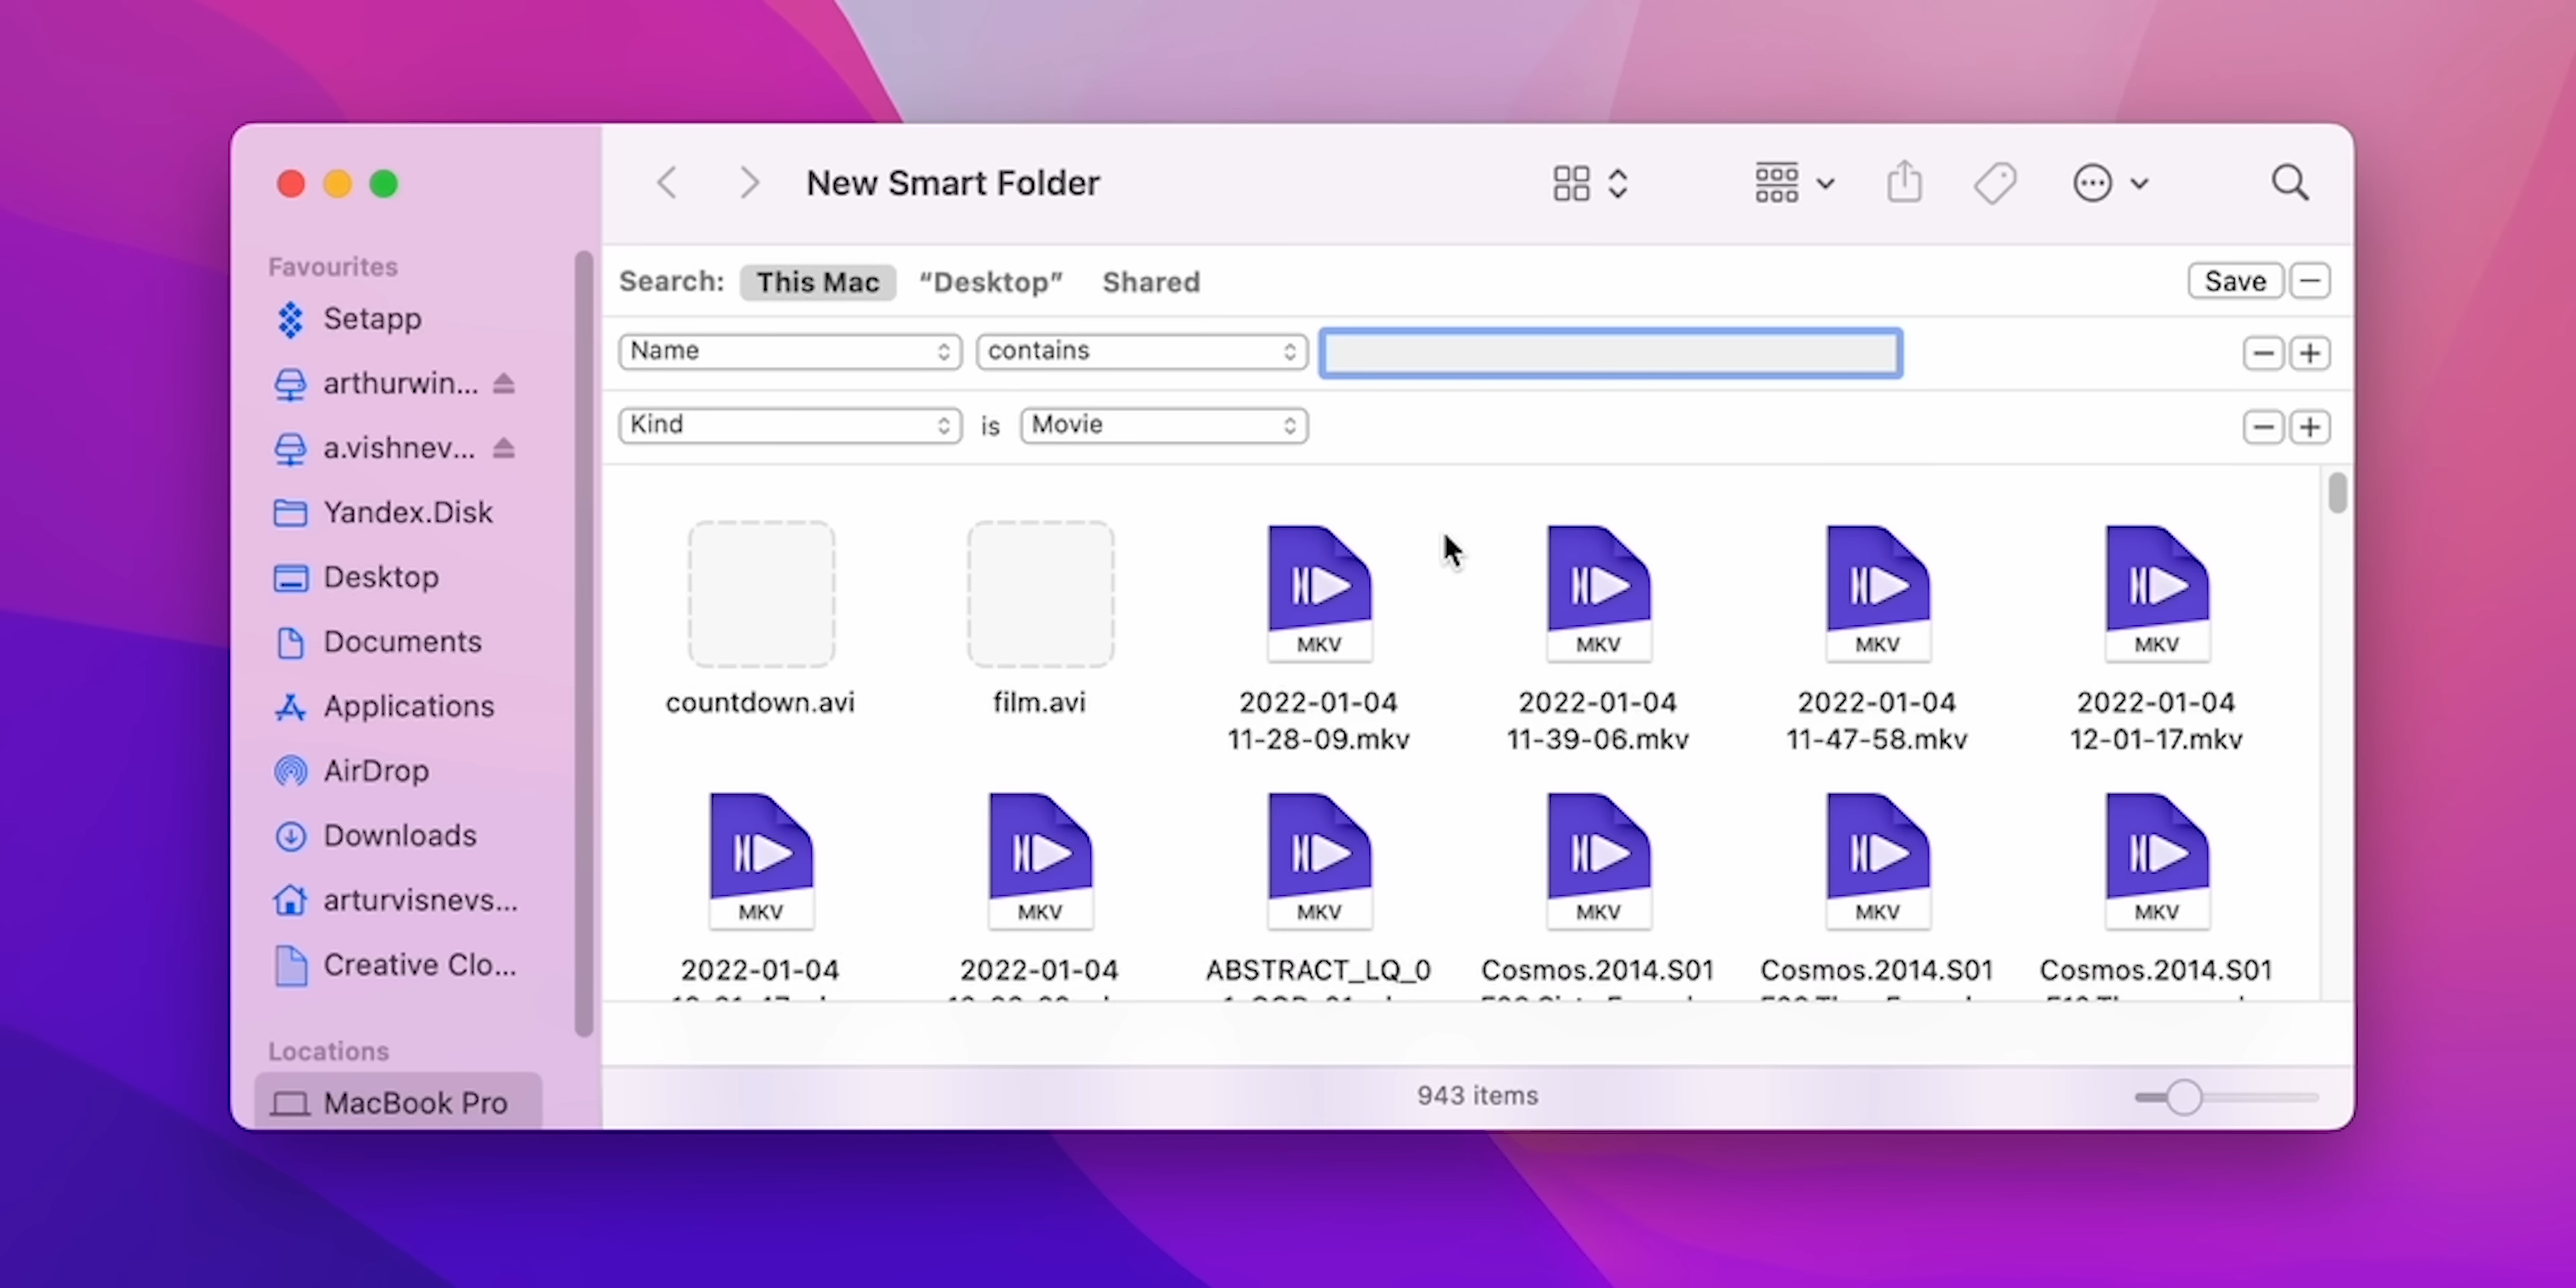 New Smart Folder
Favourites
Setapp
arthurwin...
a.vishnev...
Yandex.Disk
Desktop
Documents
Applications
AirDrop
Downloads
arturvisnevs...
Creative Clo...
Locations
MacBook Pro
Search: This Mac “Desktop” Shared Save
Name contains
Kind is Movie
MKV MKV MKV MKV
countdown.avi film.avi 2022-01-04 2022-01-04 2022-01-04 2022-01-04
11-28-09.mkv 11-39-06.mkv 11-47-58.mkv 12-01-17.mkv
MKV MKV MKV MKV MKV MKV
2022-01-04 2022-01-04 ABSTRACT_LQ_0 Cosmos.2014.S01 Cosmos.2014.S01 Cosmos.2014.S01
943 items